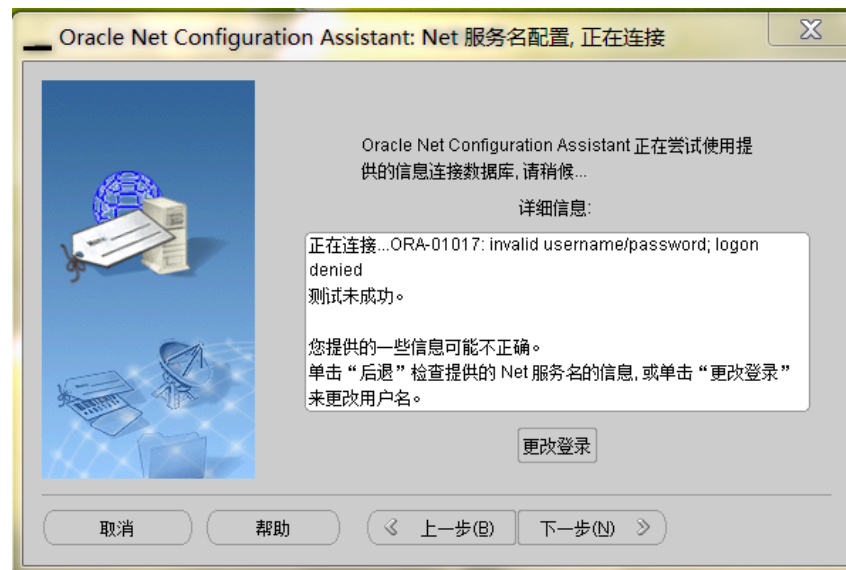 Oracle Net Configuration Assistant: Net 服务名配置, 正在连接
Oracle Net Configuration Assistant 正在尝试使用提
供的信息连接数据库, 请稍候...
详细信息:
正在连接...ORA-01017: invalid username/password; logon
denied
测试未成功。
您提供的一些信息可能不正确。
单击“后退”检查提供的 Net 服务名的信息, 或单击“更改登录”
来更改用户名。
更改登录
取消 帮助 上一步(B) 下一步(N)